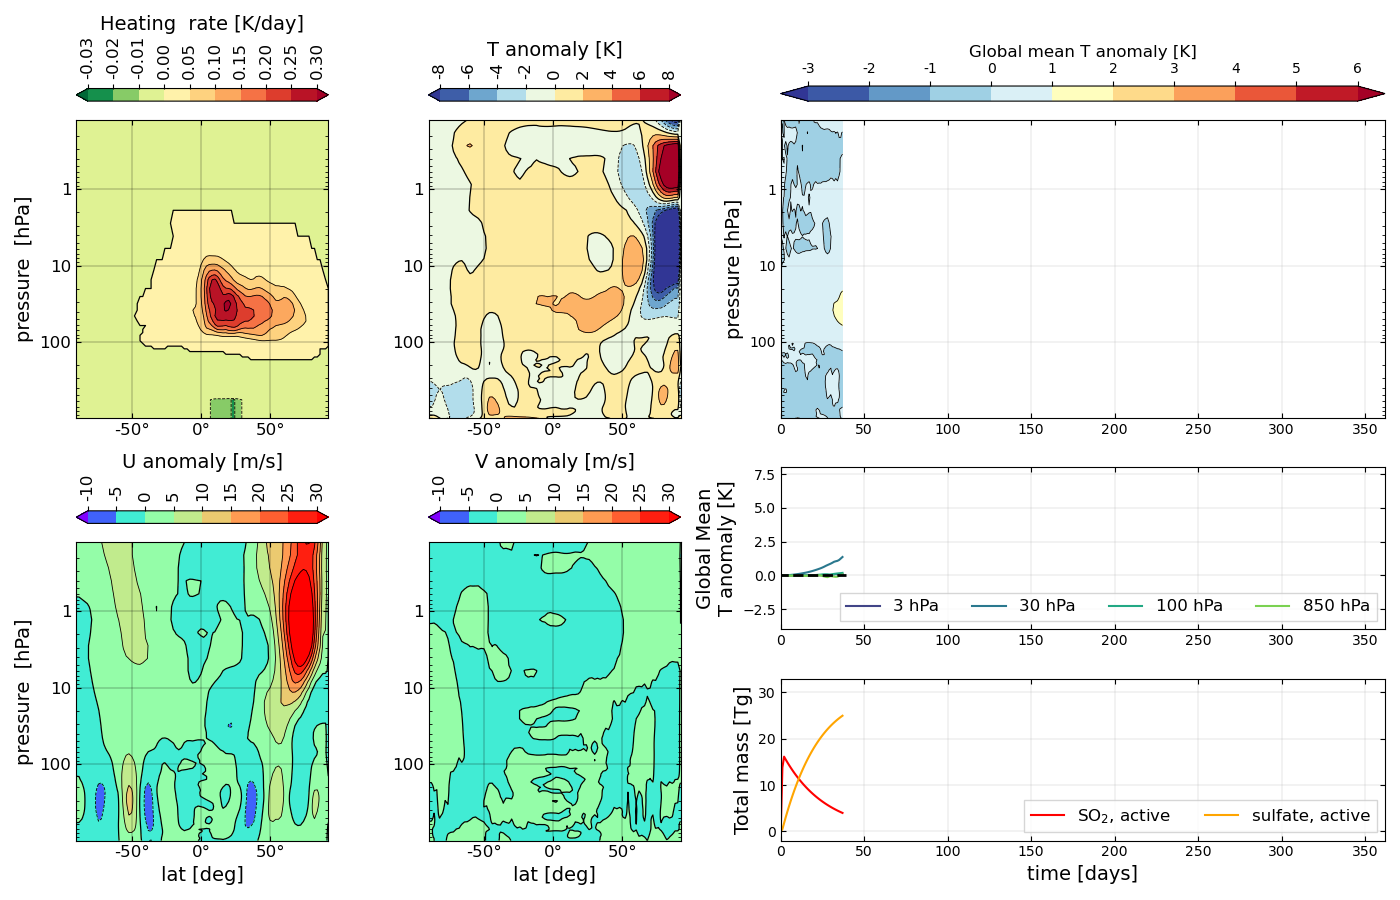 Heating  rate [K/day]
-0.03 -0.02 -0.01 0.00 0.05 0.10 0.15 0.20 0.25 0.30
pressure  [hPa]
1
10
100
-50° 0° 50°
T anomaly [K]
-8 -6 -4 -2 0 2 4 6 8
1
10
100
-50° 0° 50°
Global mean T anomaly [K]
-3 -2 -1 0 1 2 3 4 5 6
pressure [hPa]
1
10
100
0 50 100 150 200 250 300 350
U anomaly [m/s]
-10 -5 0 5 10 15 20 25 30
pressure  [hPa]
1
10
100
-50° 0° 50°
lat [deg]
V anomaly [m/s]
-10 -5 0 5 10 15 20 25 30
1
10
100
-50° 0° 50°
lat [deg]
Global Mean
T anomaly [K]
7.5
5.0
2.5
0.0
−2.5
3 hPa 30 hPa 100 hPa 850 hPa
0 50 100 150 200 250 300 350
Total mass [Tg]
30
20
10
0
SO₂, active sulfate, active
0 50 100 150 200 250 300 350
time [days]